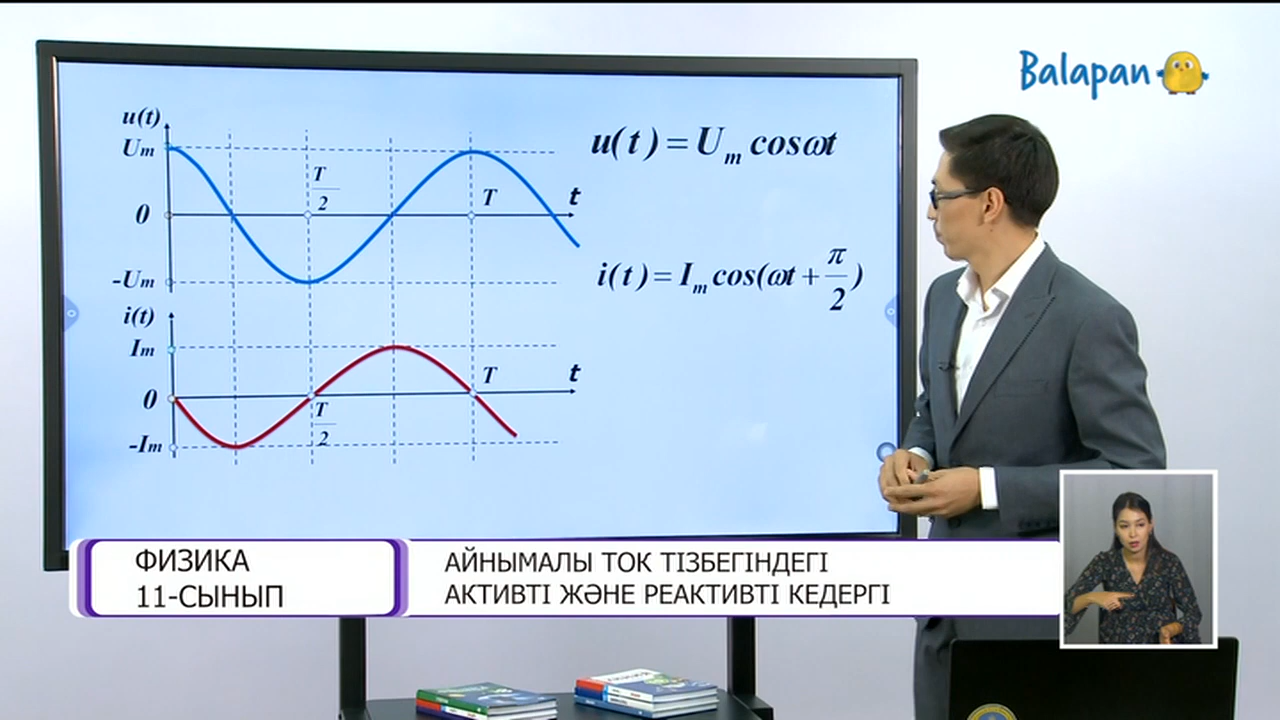 Balapan
u(t)
Um
0
-Um
T
2
T
t
u(t) = Um cosωt
i(t)
Im
0
-Im
T
2
T
t
i(t) = Im cos(ωt + π/2)
ФИЗИКА
11-СЫНЫП
АЙНЫМАЛЫ ТОК ТІЗБЕГІНДЕГІ
АКТИВТІ ЖӘНЕ РЕАКТИВТІ КЕДЕРГІ